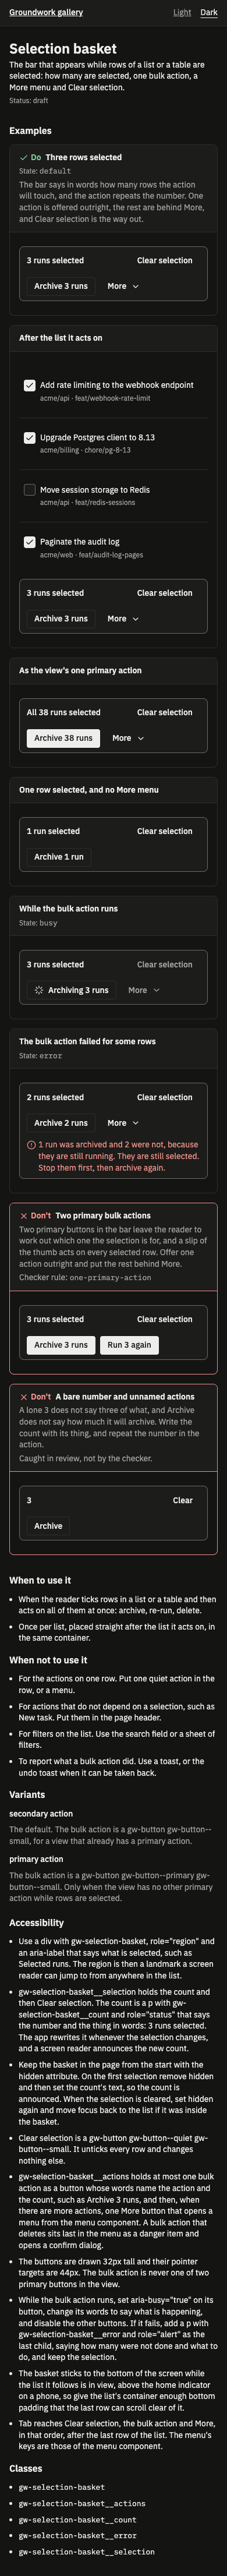 Groundwork gallery
Light
Dark
Selection basket
The bar that appears while rows of a list or a table are
selected: how many are selected, one bulk action, a
More menu and Clear selection.
Status: draft
Examples
Do Three rows selected
State: default
The bar says in words how many rows the action
will touch, and the action repeats the number. One
action is offered outright, the rest are behind More,
and Clear selection is the way out.
3 runs selected
Clear selection
Archive 3 runs
More
After the list it acts on
Add rate limiting to the webhook endpoint
acme/api · feat/webhook-rate-limit
Upgrade Postgres client to 8.13
acme/billing · chore/pg-8-13
Move session storage to Redis
acme/api · feat/redis-sessions
Paginate the audit log
acme/web · feat/audit-log-pages
3 runs selected
Clear selection
Archive 3 runs
More
As the view's one primary action
All 38 runs selected
Clear selection
Archive 38 runs
More
One row selected, and no More menu
1 run selected
Clear selection
Archive 1 run
While the bulk action runs
State: busy
3 runs selected
Clear selection
Archiving 3 runs
More
The bulk action failed for some rows
State: error
2 runs selected
Clear selection
Archive 2 runs
More
1 run was archived and 2 were not, because
they are still running. They are still selected.
Stop them first, then archive again.
Don't Two primary bulk actions
Two primary buttons in the bar leave the reader to
work out which one the selection is for, and a slip of
the thumb acts on every selected row. Offer one
action outright and put the rest behind More.
Checker rule: one-primary-action
3 runs selected
Clear selection
Archive 3 runs
Run 3 again
Don't A bare number and unnamed actions
A lone 3 does not say three of what, and Archive
does not say how much it will archive. Write the
count with its thing, and repeat the number in the
action.
Caught in review, not by the checker.
3
Clear
Archive
When to use it
When the reader ticks rows in a list or a table and then
acts on all of them at once: archive, re-run, delete.
Once per list, placed straight after the list it acts on, in
the same container.
When not to use it
For the actions on one row. Put one quiet action in the
row, or a menu.
For actions that do not depend on a selection, such as
New task. Put them in the page header.
For filters on the list. Use the search field or a sheet of
filters.
To report what a bulk action did. Use a toast, or the
undo toast when it can be taken back.
Variants
secondary action
The default. The bulk action is a gw-button gw-button--
small, for a view that already has a primary action.
primary action
The bulk action is a gw-button gw-button--primary gw-
button--small. Only when the view has no other primary
action while rows are selected.
Accessibility
Use a div with gw-selection-basket, role="region" and
an aria-label that says what is selected, such as
Selected runs. The region is then a landmark a screen
reader can jump to from anywhere in the list.
gw-selection-basket__selection holds the count and
then Clear selection. The count is a p with gw-
selection-basket__count and role="status" that says
the number and the thing in words: 3 runs selected.
The app rewrites it whenever the selection changes,
and a screen reader announces the new count.
Keep the basket in the page from the start with the
hidden attribute. On the first selection remove hidden
and then set the count's text, so the count is
announced. When the selection is cleared, set hidden
again and move focus back to the list if it was inside
the basket.
Clear selection is a gw-button gw-button--quiet gw-
button--small. It unticks every row and changes
nothing else.
gw-selection-basket__actions holds at most one bulk
action as a button whose words name the action and
the count, such as Archive 3 runs, and then, when
there are more actions, one More button that opens a
menu from the menu component. A bulk action that
deletes sits last in the menu as a danger item and
opens a confirm dialog.
The buttons are drawn 32px tall and their pointer
targets are 44px. The bulk action is never one of two
primary buttons in the view.
While the bulk action runs, set aria-busy="true" on its
button, change its words to say what is happening,
and disable the other buttons. If it fails, add a p with
gw-selection-basket__error and role="alert" as the
last child, saying how many were not done and what to
do, and keep the selection.
The basket sticks to the bottom of the screen while
the list it follows is in view, above the home indicator
on a phone, so give the list's container enough bottom
padding that the last row can scroll clear of it.
Tab reaches Clear selection, the bulk action and More,
in that order, after the last row of the list. The menu's
keys are those of the menu component.
Classes
gw-selection-basket
gw-selection-basket__actions
gw-selection-basket__count
gw-selection-basket__error
gw-selection-basket__selection